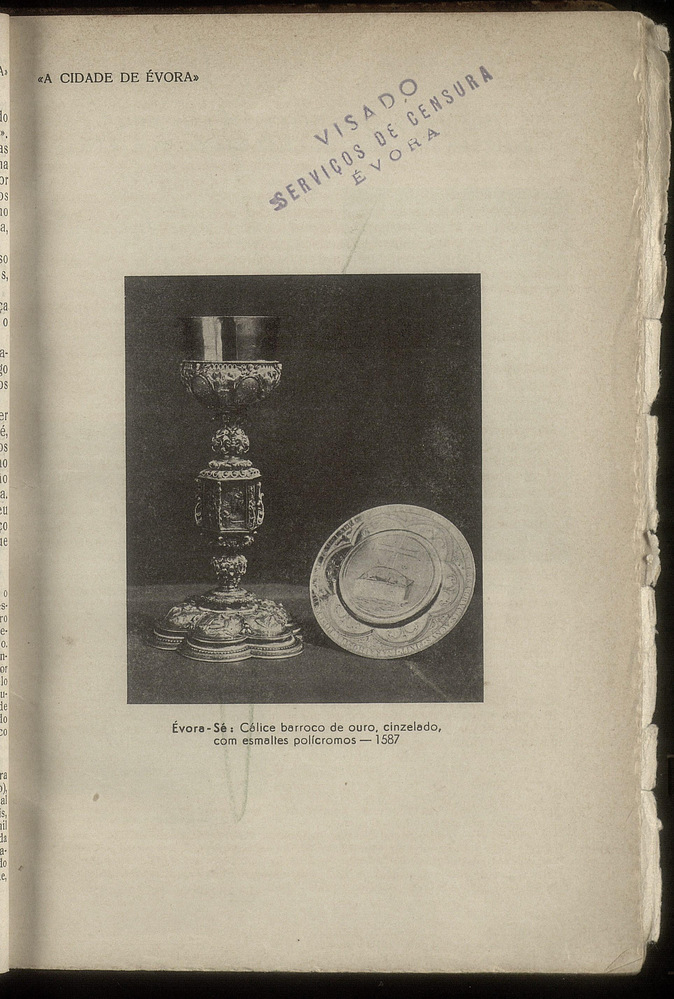 «A CIDADE DE ÉVORA»
VISADO
SERVIÇOS DE CENSURA
ÉVORA
Évora-Sé: Cálice barroco de ouro, cinzelado,
com esmaltes polícromos — 1587